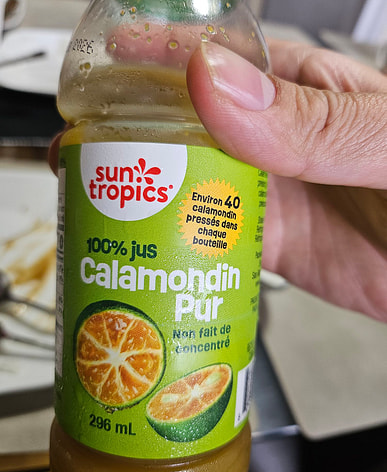 2026
sun
tropics®
Environ 40
calamondin
pressés dans
chaque
bouteille
100% jus
Calamondin
Pur
Non fait de
concentré
296 mL